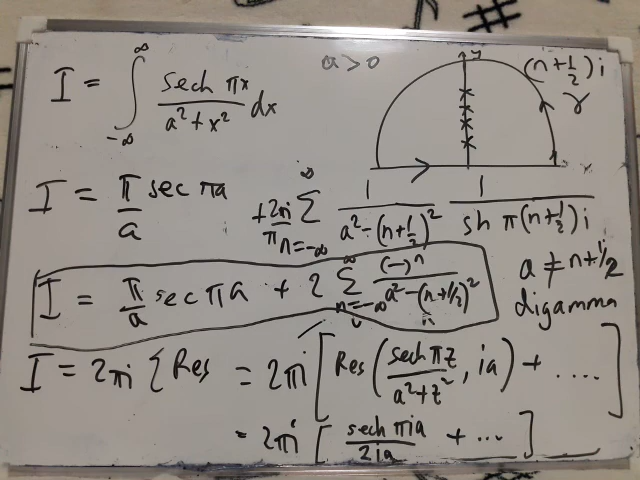 I = ∫_{-∞}^{∞} sech πx / (a² + x²) dx
a > 0
y
(n+½)i
γ
x
I = π/a sec πa + 2πi/π ∑_{n=-∞}^{∞} 1/(a² - (n+½)²) 1/(sh π(n+½)i)
I = π/a sec πa + 2 ∑_{n=-∞}^{∞} (-)ⁿ/(a² - (n+1/2)²)
a ≠ n+1/2
digamma
I = 2πi ∑ Res = 2πi [ Res( sech πz / (a² + z²), ia ) + .... ]
= 2πi [ sech πia / 2ia + ... ]